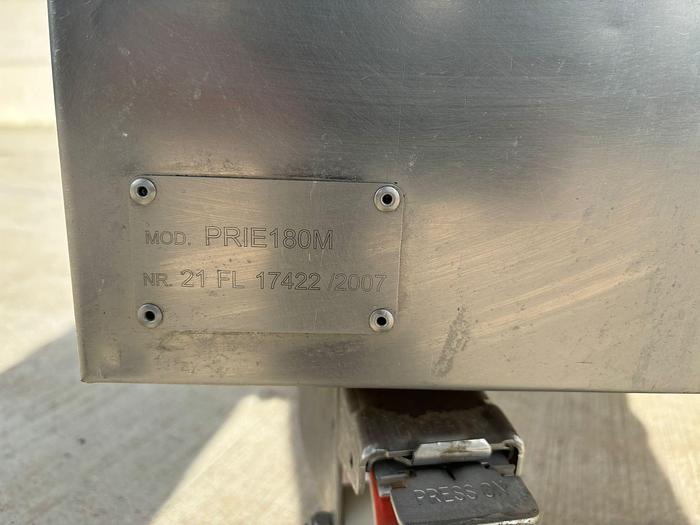 MOD. PRIE180M
NR. 21 FL 17422 /2007
PRESS ON